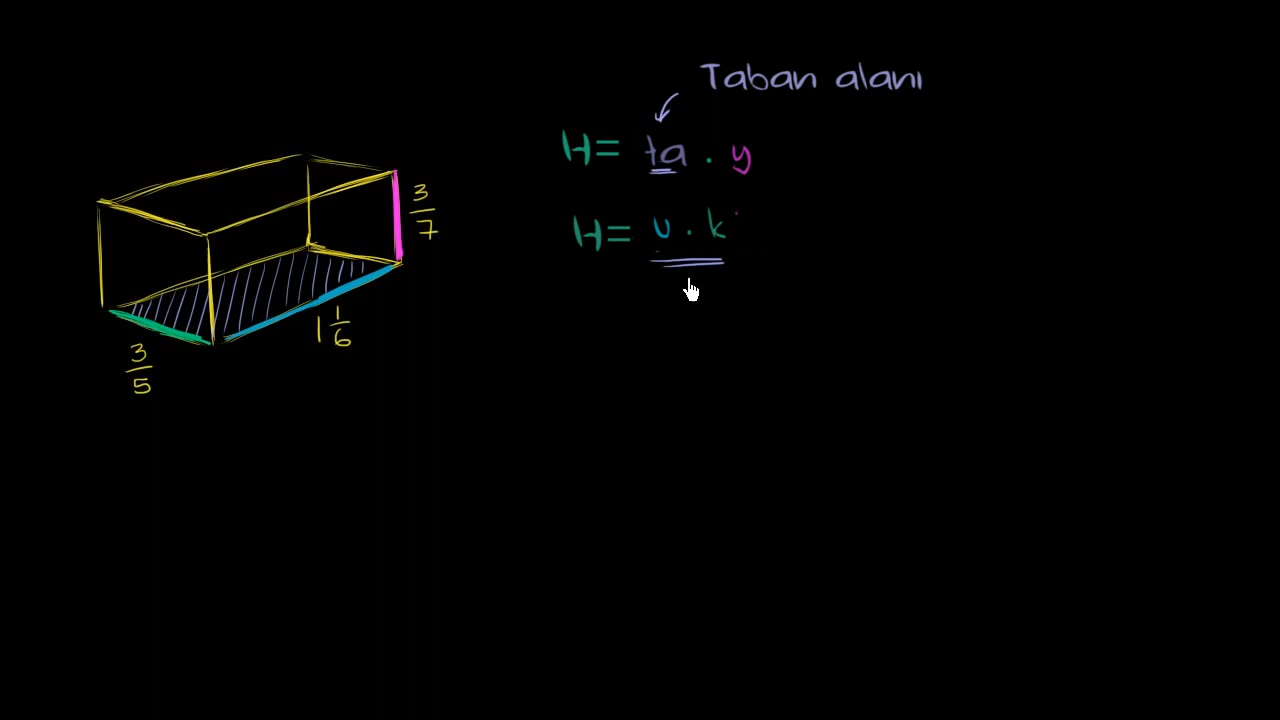 Taban alanı
H= ta . y
H= u . k
3/7
1 1/6
3/5